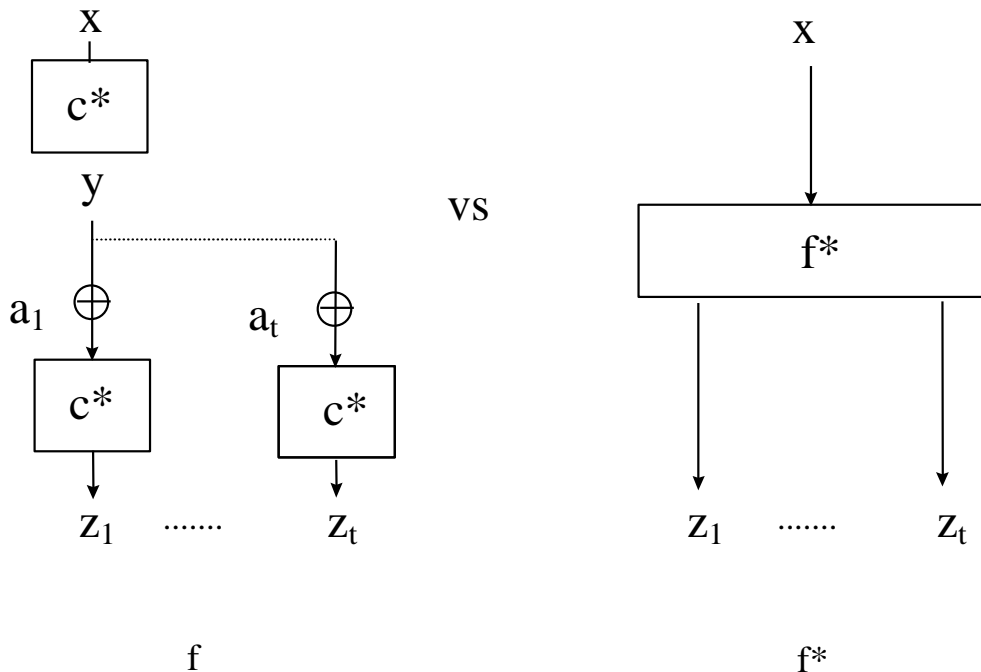 x
c*
y
a1
at
c*
c*
z1 ....... zt
f
vs
x
f*
z1 ....... zt
f*